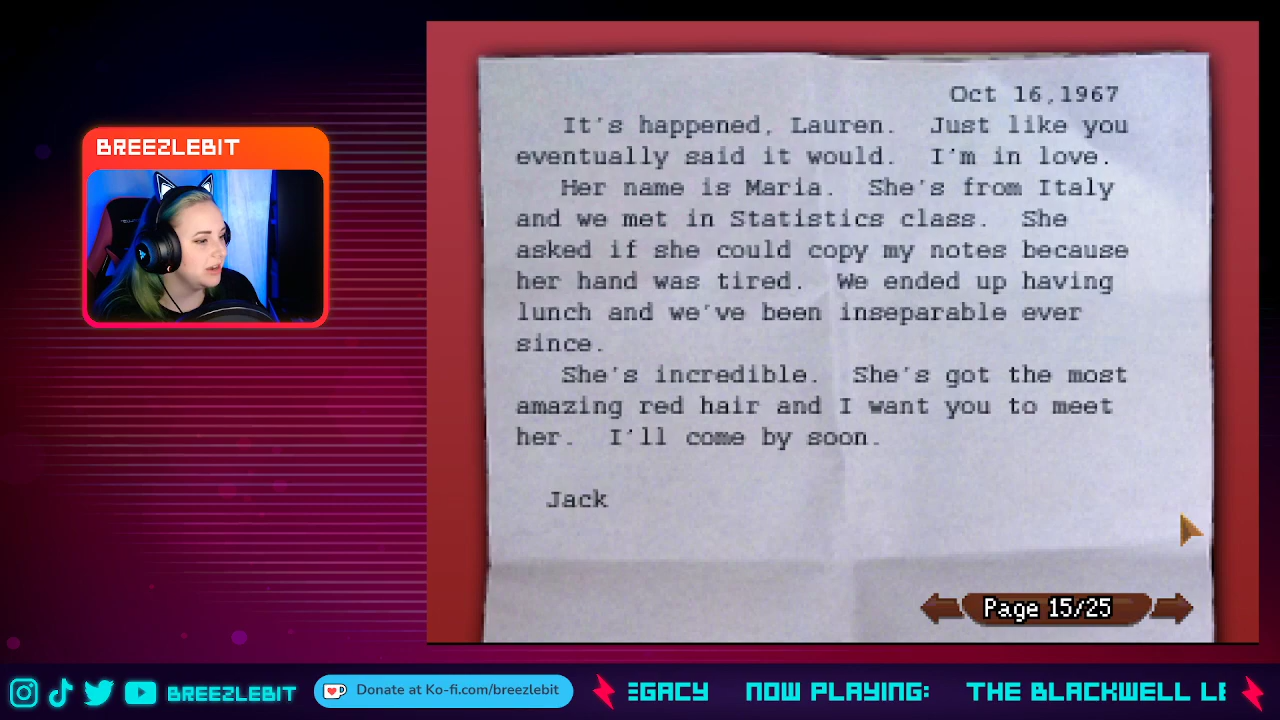 BREEZLEBIT
Oct 16,1967
It's happened, Lauren. Just like you
eventually said it would. I'm in love.
Her name is Maria. She's from Italy
and we met in Statistics class. She
asked if she could copy my notes because
her hand was tired. We ended up having
lunch and we've been inseparable ever
since.
She's incredible. She's got the most
amazing red hair and I want you to meet
her. I'll come by soon.
Jack
Page 15/25
BREEZLEBIT
Donate at Ko-fi.com/breezlebit
EGACY NOW PLAYING: THE BLACKWELL LE